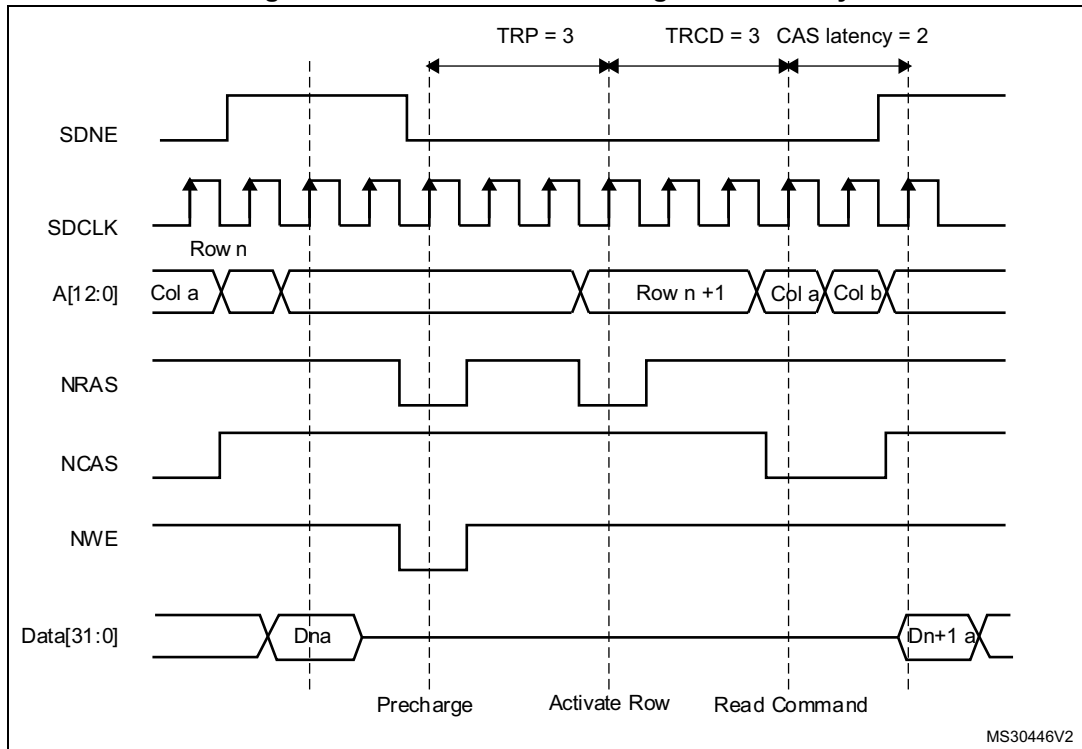 TRP = 3 TRCD = 3 CAS latency = 2
SDNE
SDCLK
Row n
A[12:0] Col a Row n +1 Col a Col b
NRAS
NCAS
NWE
Data[31:0] Dna Dn+1 a
Precharge Activate Row Read Command
MS30446V2